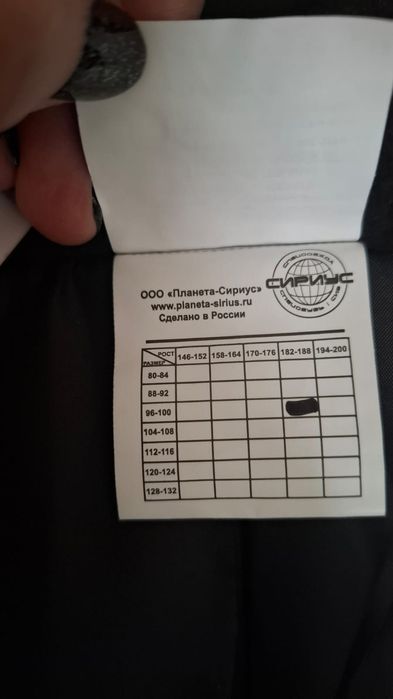 СПЕЦОДЕЖДА
СИРИУС
ООО «Планета-Сириус»
www.planeta-sirius.ru
Сделано в России
РОСТ 146-152 158-164 170-176 182-188 194-200
РАЗМЕР
80-84
88-92
96-100
104-108
112-116
120-124
128-132